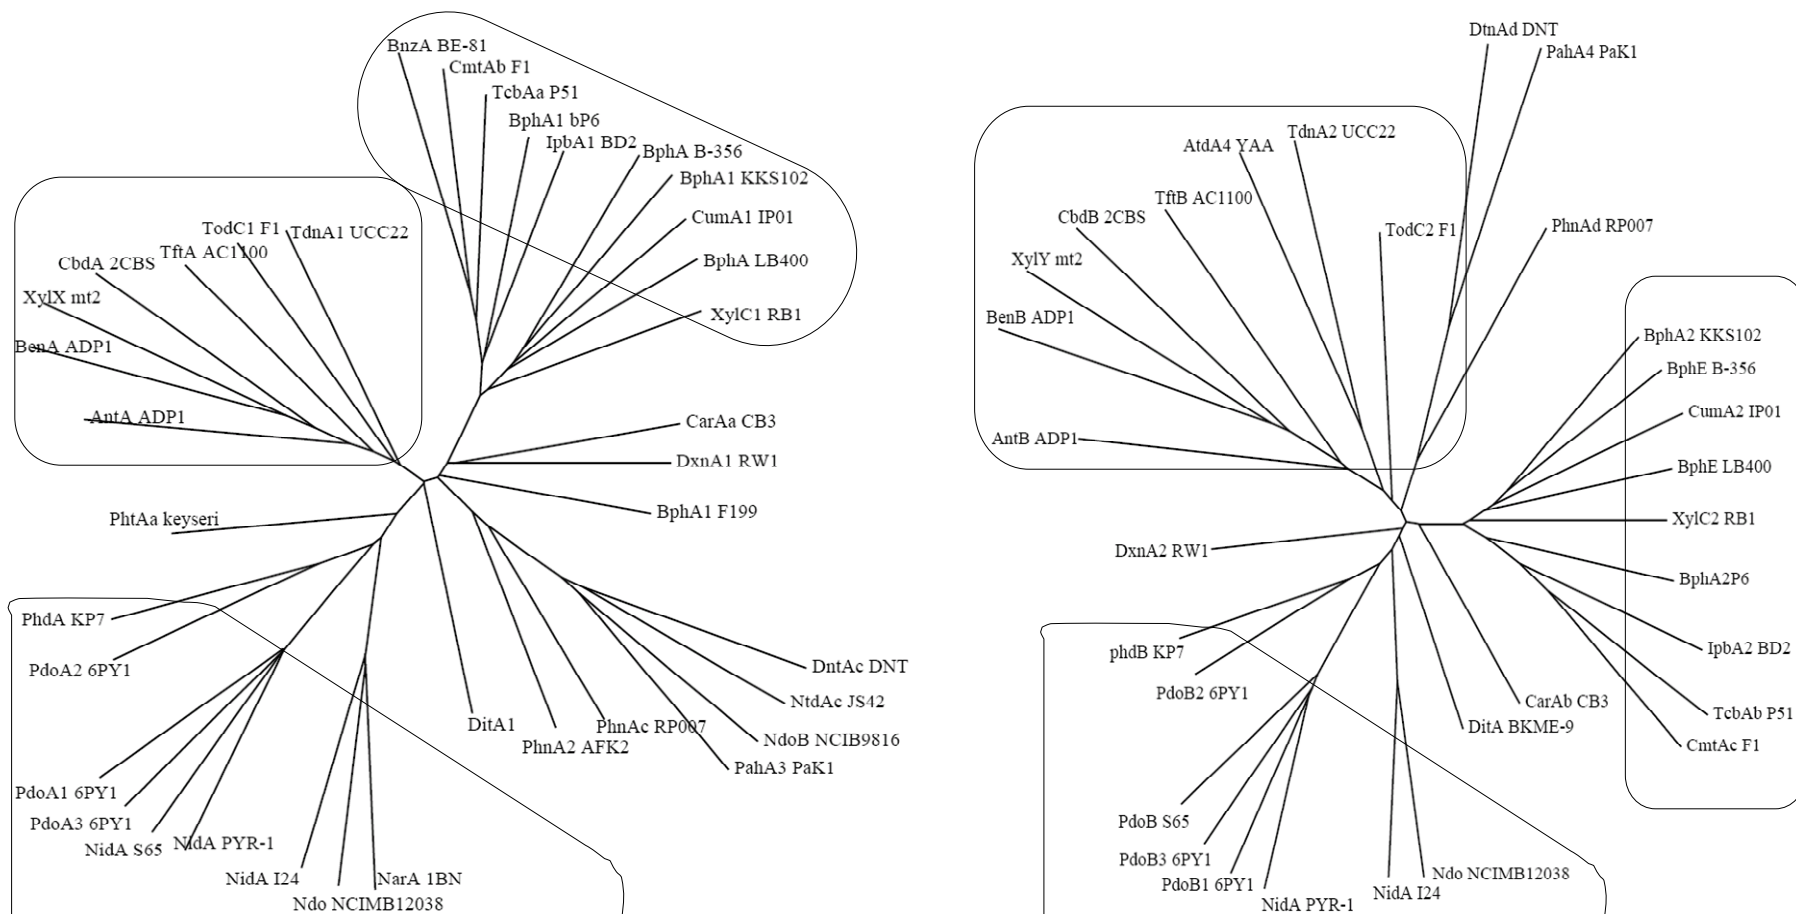 BnzA BE-81
CmtAb F1
TcbAa P51
BphA1 bP6
IpbA1 BD2
BphA B-356
BphA1 KKS102
CumA1 IP01
BphA LB400
XylC1 RB1
TodC1 F1
TdnA1 UCC22
TftA AC1100
CbdA 2CBS
XylX mt2
BenA ADP1
AntA ADP1
CarAa CB3
DxnA1 RW1
BphA1 F199
PhtAa keyseri
PhdA KP7
PdoA2 6PY1
DntAc DNT
NtdAc JS42
NdoB NCIB9816
PahA3 PaK1
PhnAc RP007
PhnA2 AFK2
DitA1
PdoA1 6PY1
PdoA3 6PY1
NidA S65
NidA PYR-1
NidA I24
NarA 1BN
Ndo NCIMB12038
DtnAd DNT
PahA4 PaK1
TdnA2 UCC22
AtdA4 YAA
TftB AC1100
CbdB 2CBS
TodC2 F1
PhnAd RP007
XylY mt2
BenB ADP1
AntB ADP1
BphA2 KKS102
BphE B-356
CumA2 IP01
BphE LB400
XylC2 RB1
DxnA2 RW1
BphA2P6
phdB KP7
PdoB2 6PY1
IpbA2 BD2
CarAb CB3
TcbAb P51
DitA BKME-9
CmtAc F1
PdoB S65
PdoB3 6PY1
PdoB1 6PY1
Ndo NCIMB12038
NidA I24
NidA PYR-1